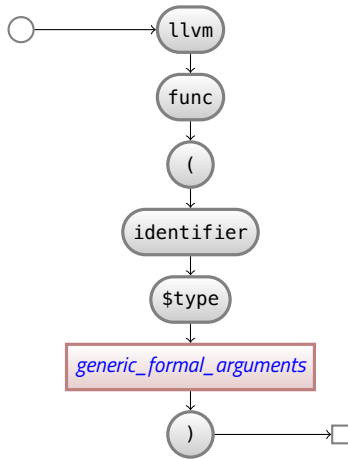 llvm
func
(
identifier
$type
generic_formal_arguments
)